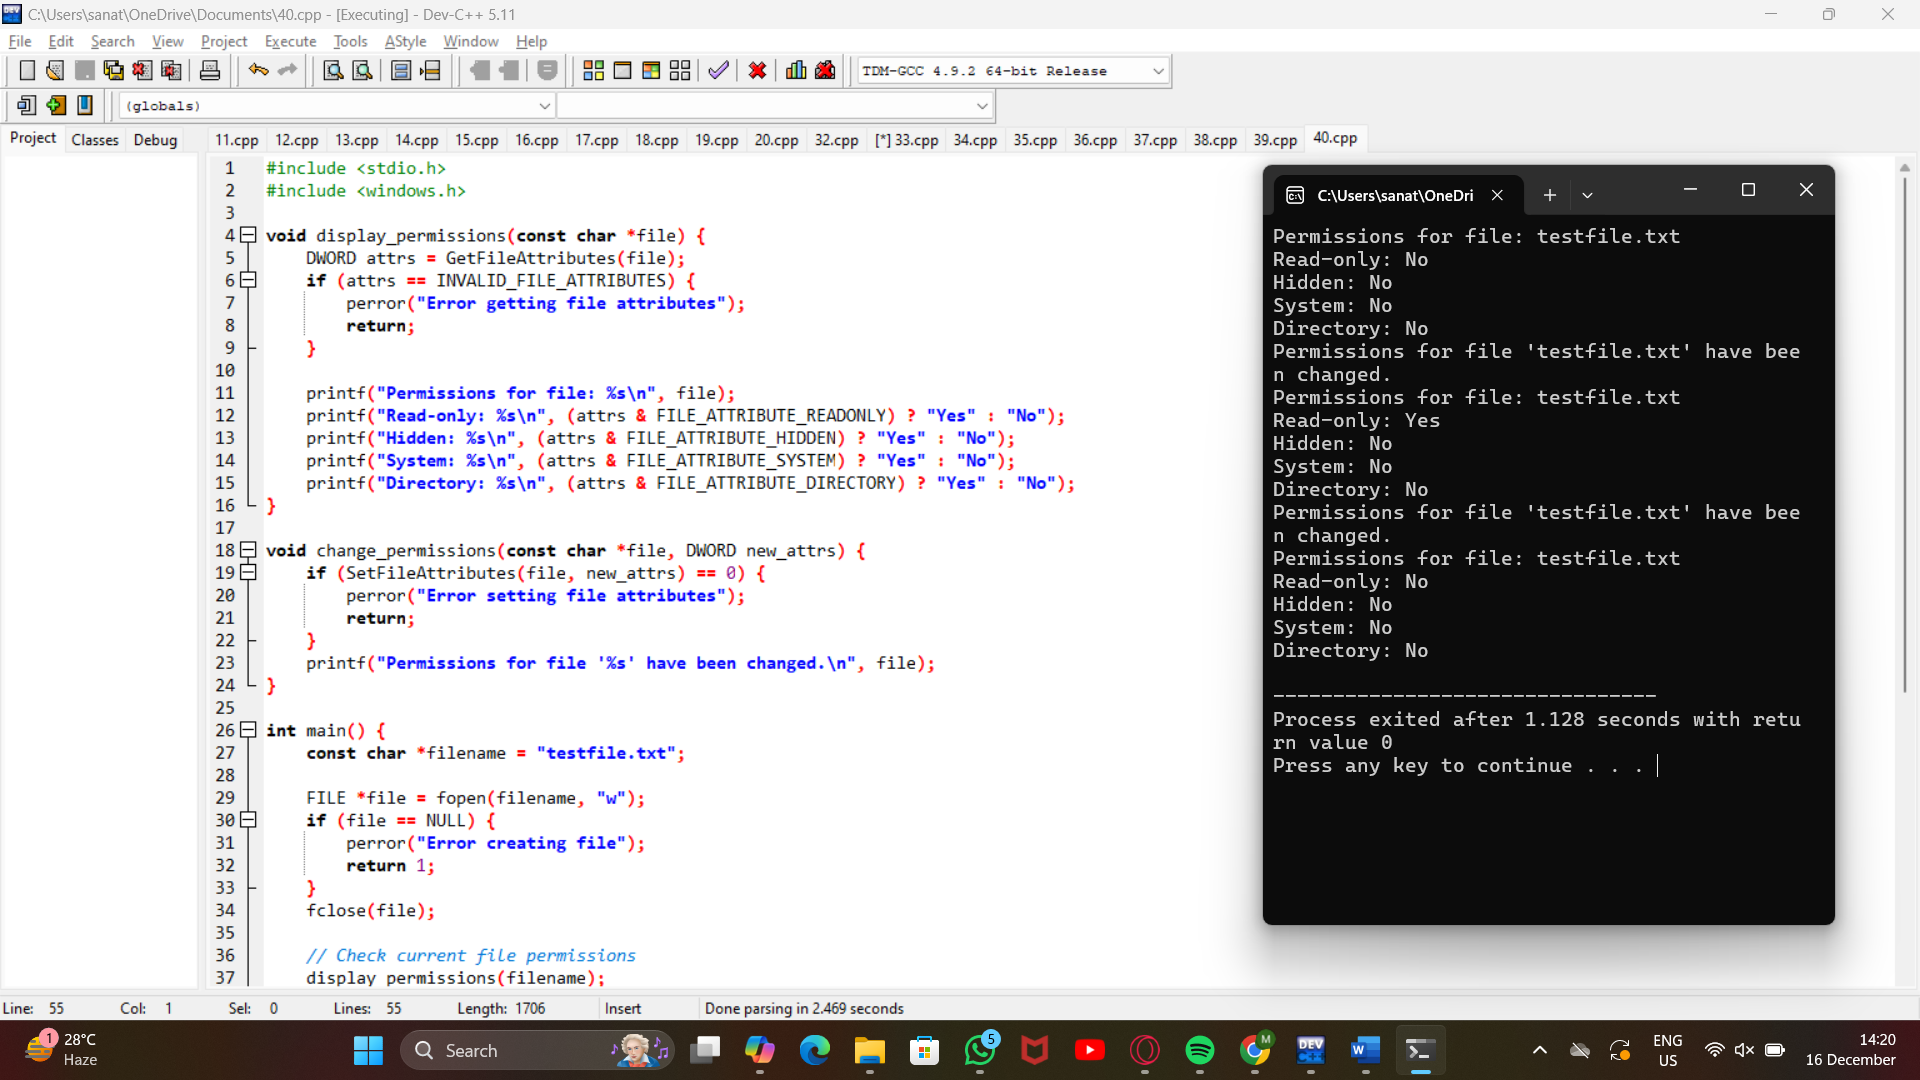 C:\Users\sanat\OneDrive\Documents\40.cpp - [Executing] - Dev-C++ 5.11
File Edit Search View Project Execute Tools AStyle Window Help
TDM-GCC 4.9.2 64-bit Release
(globals)
Project Classes Debug
11.cpp 12.cpp 13.cpp 14.cpp 15.cpp 16.cpp 17.cpp 18.cpp 19.cpp 20.cpp 32.cpp [*] 33.cpp 34.cpp 35.cpp 36.cpp 37.cpp 38.cpp 39.cpp 40.cpp
1 #include <stdio.h>
2 #include <windows.h>
3
4 void display_permissions(const char *file) {
5 DWORD attrs = GetFileAttributes(file);
6 if (attrs == INVALID_FILE_ATTRIBUTES) {
7 perror("Error getting file attributes");
8 return;
9 }
10
11 printf("Permissions for file: %s\n", file);
12 printf("Read-only: %s\n", (attrs & FILE_ATTRIBUTE_READONLY) ? "Yes" : "No");
13 printf("Hidden: %s\n", (attrs & FILE_ATTRIBUTE_HIDDEN) ? "Yes" : "No");
14 printf("System: %s\n", (attrs & FILE_ATTRIBUTE_SYSTEM) ? "Yes" : "No");
15 printf("Directory: %s\n", (attrs & FILE_ATTRIBUTE_DIRECTORY) ? "Yes" : "No");
16 }
17
18 void change_permissions(const char *file, DWORD new_attrs) {
19 if (SetFileAttributes(file, new_attrs) == 0) {
20 perror("Error setting file attributes");
21 return;
22 }
23 printf("Permissions for file '%s' have been changed.\n", file);
24 }
25
26 int main() {
27 const char *filename = "testfile.txt";
28
29 FILE *file = fopen(filename, "w");
30 if (file == NULL) {
31 perror("Error creating file");
32 return 1;
33 }
34 fclose(file);
35
36 // Check current file permissions
37 display_permissions(filename);
C:\Users\sanat\OneDri
Permissions for file: testfile.txt
Read-only: No
Hidden: No
System: No
Directory: No
Permissions for file 'testfile.txt' have bee
n changed.
Permissions for file: testfile.txt
Read-only: Yes
Hidden: No
System: No
Directory: No
Permissions for file 'testfile.txt' have bee
n changed.
Permissions for file: testfile.txt
Read-only: No
Hidden: No
System: No
Directory: No
--------------------------------
Process exited after 1.128 seconds with retu
rn value 0
Press any key to continue . . .
Line: 55 Col: 1 Sel: 0 Lines: 55 Length: 1706 Insert Done parsing in 2.469 seconds
1
28°C
Haze
Search
5
M
DEV
C++
W
ENG
US
14:20
16 December